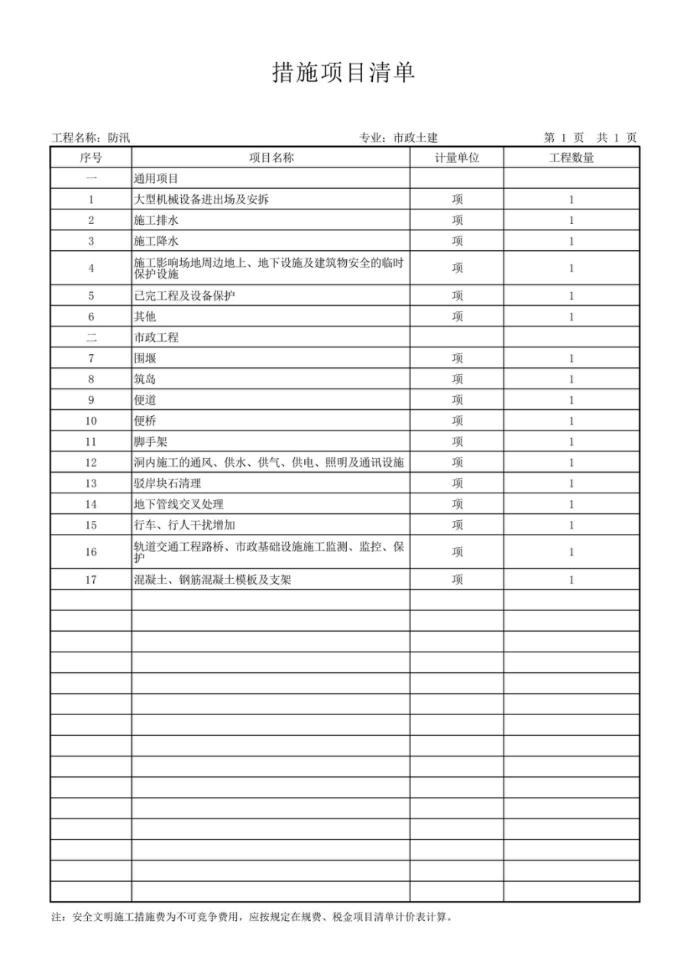 措施项目清单
工程名称：防汛 专业：市政土建 第 1 页 共 1 页
序号 项目名称 计量单位 工程数量
一 通用项目
1 大型机械设备进出场及安拆 项 1
2 施工排水 项 1
3 施工降水 项 1
4 施工影响场地周边地上、地下设施及建筑物安全的临时
保护设施 项 1
5 已完工程及设备保护 项 1
6 其他 项 1
二 市政工程
7 围堰 项 1
8 筑岛 项 1
9 便道 项 1
10 便桥 项 1
11 脚手架 项 1
12 洞内施工的通风、供水、供气、供电、照明及通讯设施 项 1
13 驳岸块石清理 项 1
14 地下管线交叉处理 项 1
15 行车、行人干扰增加 项 1
16 轨道交通工程路桥、市政基础设施施工监测、监控、保
护 项 1
17 混凝土、钢筋混凝土模板及支架 项 1
注：安全文明施工措施费为不可竞争费用，应按规定在规费、税金项目清单计价表计算。